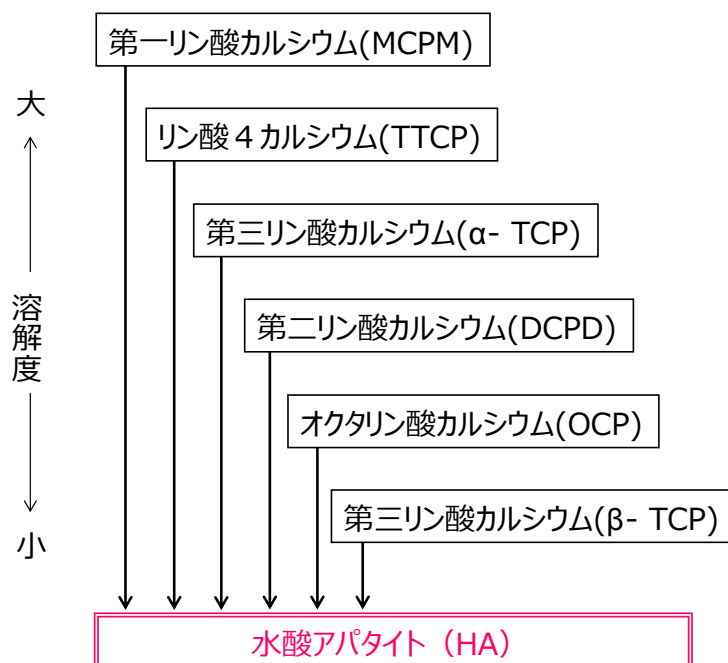 第一リン酸カルシウム(MCPM)
大
リン酸４カルシウム(TTCP)
第三リン酸カルシウム(α- TCP)
溶解度
第二リン酸カルシウム(DCPD)
オクタリン酸カルシウム(OCP)
第三リン酸カルシウム(β- TCP)
小
水酸アパタイト（HA）